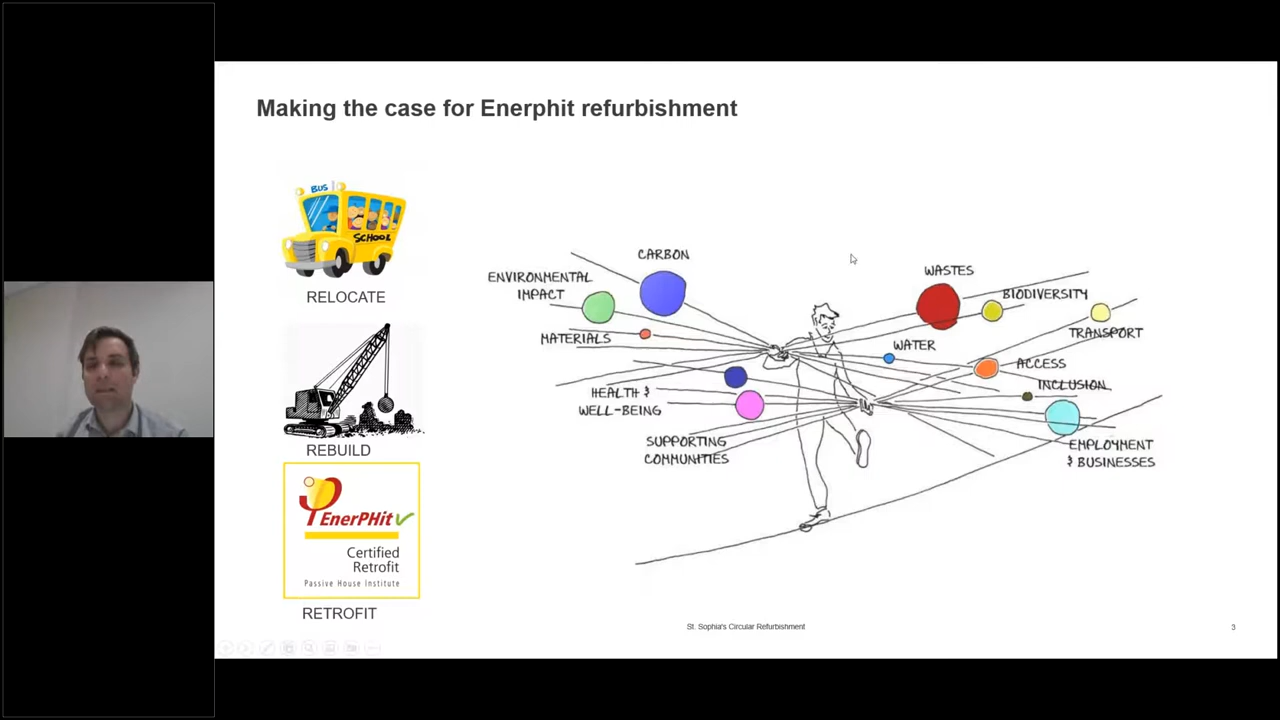 Making the case for Enerphit refurbishment
BUS
SCHOOL
RELOCATE
REBUILD
EnerPHit
Certified
Retrofit
Passive House Institute
RETROFIT
CARBON
ENVIRONMENTAL
IMPACT
MATERIALS
HEALTH &
WELL-BEING
SUPPORTING
COMMUNITIES
WASTES
BIODIVERSITY
TRANSPORT
WATER
ACCESS
INCLUSION
EMPLOYMENT
& BUSINESSES
St. Sophia's Circular Refurbishment
3